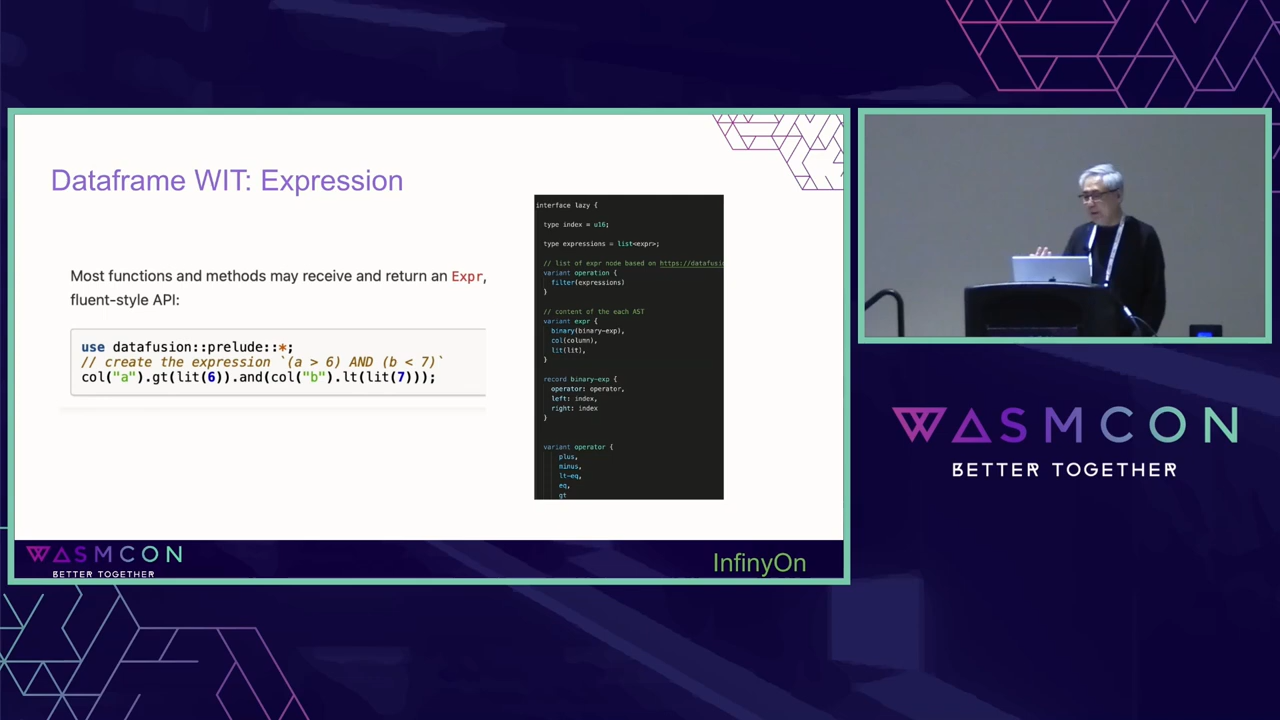 Dataframe WIT: Expression
Most functions and methods may receive and return an Expr,
fluent-style API:
use datafusion::prelude::*;
// create the expression `(a > 6) AND (b < 7)`
col("a").gt(lit(6)).and(col("b").lt(lit(7)));
interface lazy {
type index = u16;
type expressions = list<expr>;
// list of expr node based on https://datafusi
variant operation {
filter(expressions)
}
// content of the each AST
variant expr {
binary(binary-exp),
col(column),
lit(lit),
}
record binary-exp {
operator: operator,
left: index,
right: index
}
variant operator {
plus,
minus,
lt-eq,
eq,
gt
WASMCON
BETTER TOGETHER
InfinyOn
WASMCON
BETTER TOGETHER